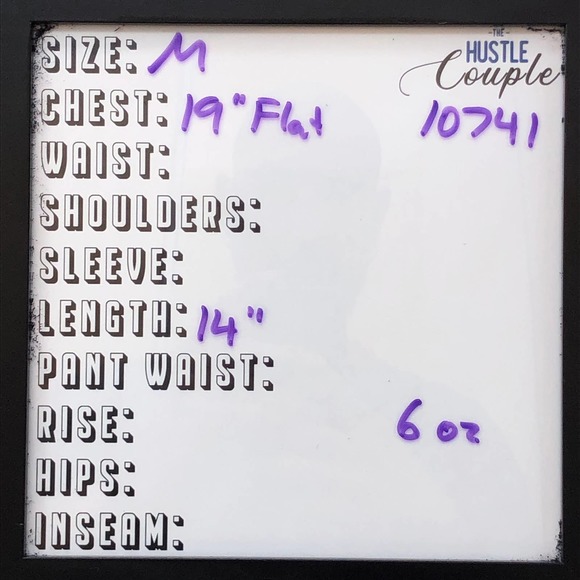 SIZE: M
-THE-
HUSTLE
Couple
CHEST: 19" Flat 10741
WAIST:
SHOULDERS:
SLEEVE:
LENGTH: 14"
PANT WAIST:
RISE: 6 oz
HIPS:
INSEAM: